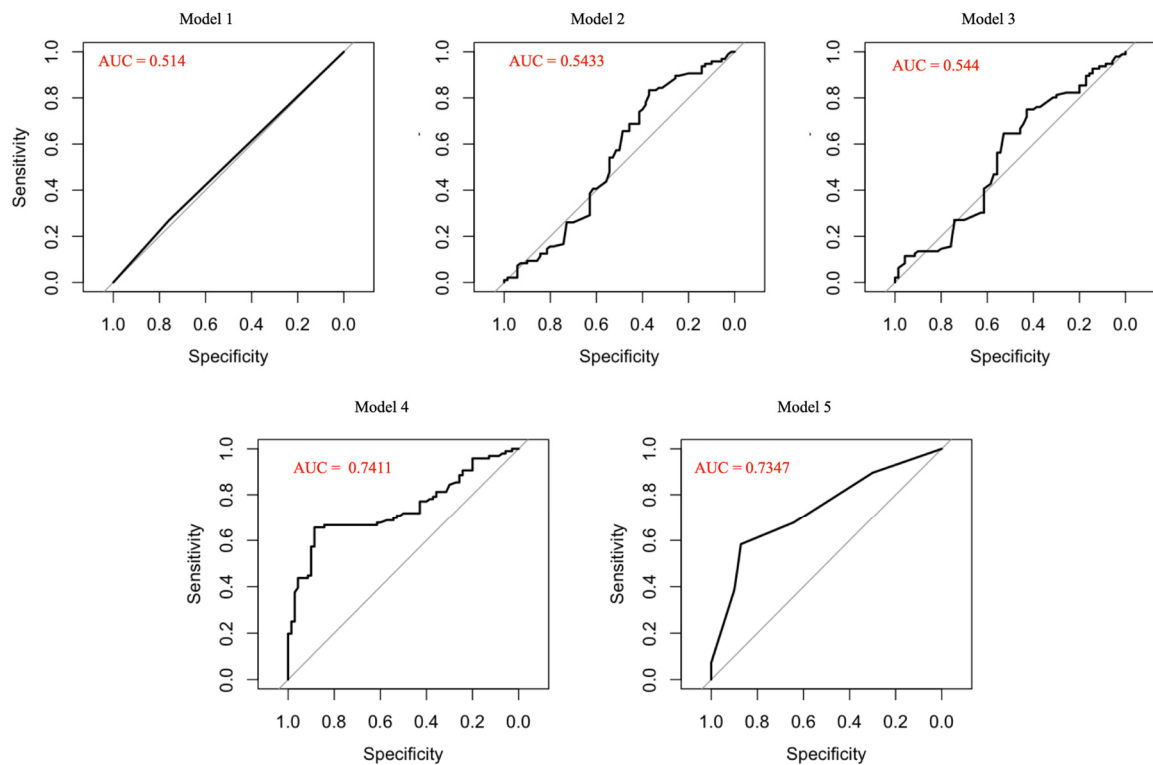 Model 1
AUC = 0.514
Sensitivity
0.0 0.2 0.4 0.6 0.8 1.0
1.0 0.8 0.6 0.4 0.2 0.0
Specificity
Model 2
AUC = 0.5433
0.0 0.2 0.4 0.6 0.8 1.0
1.0 0.8 0.6 0.4 0.2 0.0
Specificity
Model 3
AUC = 0.544
0.0 0.2 0.4 0.6 0.8 1.0
1.0 0.8 0.6 0.4 0.2 0.0
Specificity
Model 4
AUC = 0.7411
Sensitivity
0.0 0.2 0.4 0.6 0.8 1.0
1.0 0.8 0.6 0.4 0.2 0.0
Specificity
Model 5
AUC = 0.7347
Sensitivity
0.0 0.2 0.4 0.6 0.8 1.0
1.0 0.8 0.6 0.4 0.2 0.0
Specificity